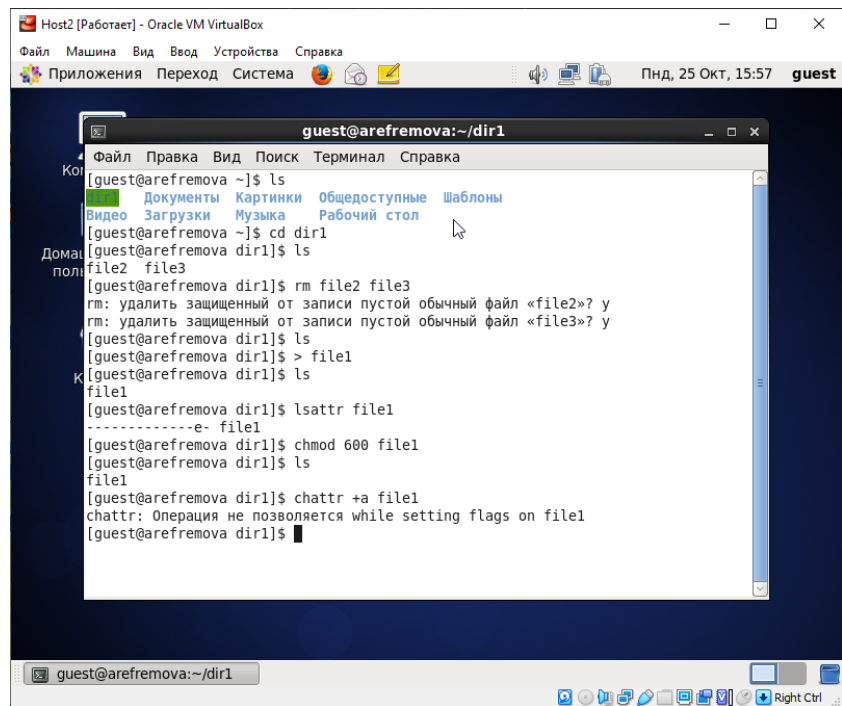 Host2 [Работает] - Oracle VM VirtualBox
Файл Машина Вид Ввод Устройства Справка
Приложения Переход Система Пнд, 25 Окт, 15:57 guest
guest@arefremova:~/dir1
Файл Правка Вид Поиск Терминал Справка
[guest@arefremova ~]$ ls
dir1 Документы Картинки Общедоступные Шаблоны
Видео Загрузки Музыка Рабочий стол
[guest@arefremova ~]$ cd dir1
[guest@arefremova dir1]$ ls
file2 file3
[guest@arefremova dir1]$ rm file2 file3
rm: удалить защищенный от записи пустой обычный файл «file2»? y
rm: удалить защищенный от записи пустой обычный файл «file3»? y
[guest@arefremova dir1]$ ls
[guest@arefremova dir1]$ > file1
[guest@arefremova dir1]$ ls
file1
[guest@arefremova dir1]$ lsattr file1
-------------e- file1
[guest@arefremova dir1]$ chmod 600 file1
[guest@arefremova dir1]$ ls
file1
[guest@arefremova dir1]$ chattr +a file1
chattr: Операция не позволяется while setting flags on file1
[guest@arefremova dir1]$
guest@arefremova:~/dir1
Right Ctrl